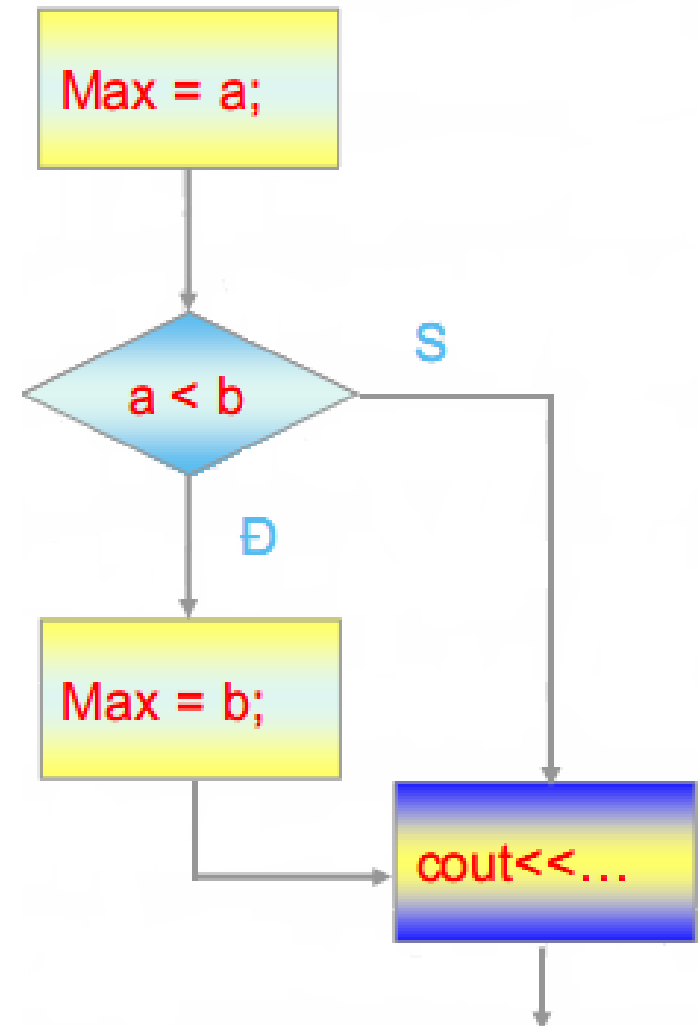 Max = a;
a < b
S
Đ
Max = b;
cout<<...